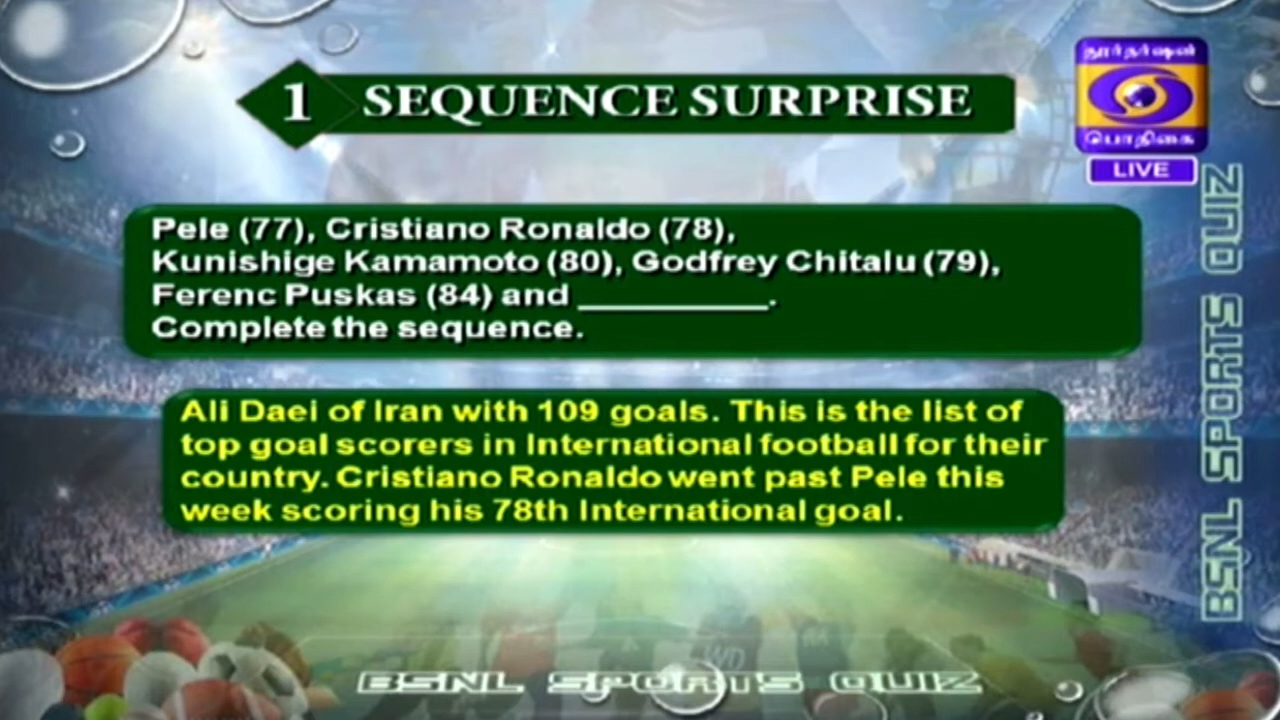 1 SEQUENCE SURPRISE
தூர்தர்ஷன்
பொதிகை
LIVE
Pele (77), Cristiano Ronaldo (78),
Kunishige Kamamoto (80), Godfrey Chitalu (79),
Ferenc Puskas (84) and __________.
Complete the sequence.
Ali Daei of Iran with 109 goals. This is the list of
top goal scorers in International football for their
country. Cristiano Ronaldo went past Pele this
week scoring his 78th International goal.
BSNL SPORTS QUIZ
BSNL SPORTS QUIZ